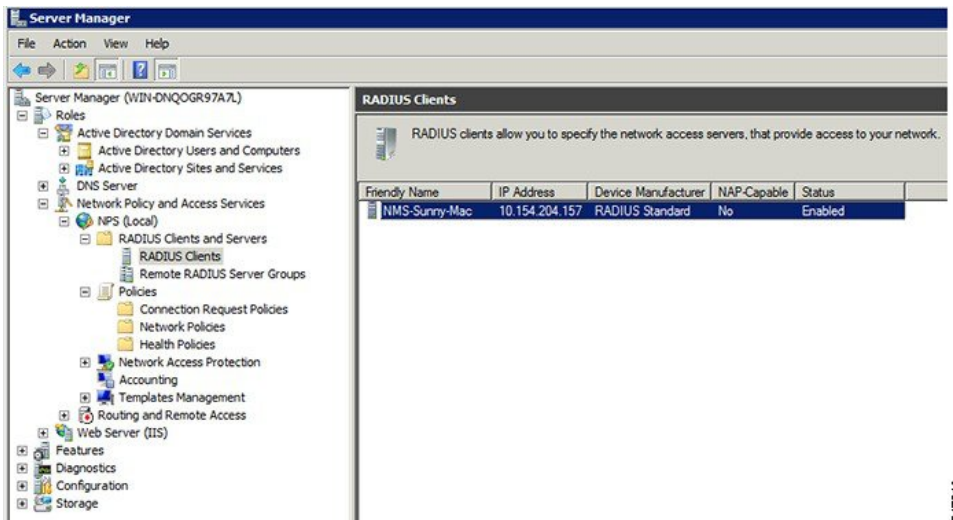 Server Manager
File Action View Help
Server Manager (WIN-DNQOGR97A7L)
Roles
Active Directory Domain Services
Active Directory Users and Computers
Active Directory Sites and Services
DNS Server
Network Policy and Access Services
NPS (Local)
RADIUS Clients and Servers
RADIUS Clients
Remote RADIUS Server Groups
Policies
Connection Request Policies
Network Policies
Health Policies
Network Access Protection
Accounting
Templates Management
Routing and Remote Access
Web Server (IIS)
Features
Diagnostics
Configuration
Storage
RADIUS Clients
RADIUS clients allow you to specify the network access servers, that provide access to your network.
Friendly Name IP Address Device Manufacturer NAP-Capable Status
NMS-Sunny-Mac 10.154.204.157 RADIUS Standard No Enabled